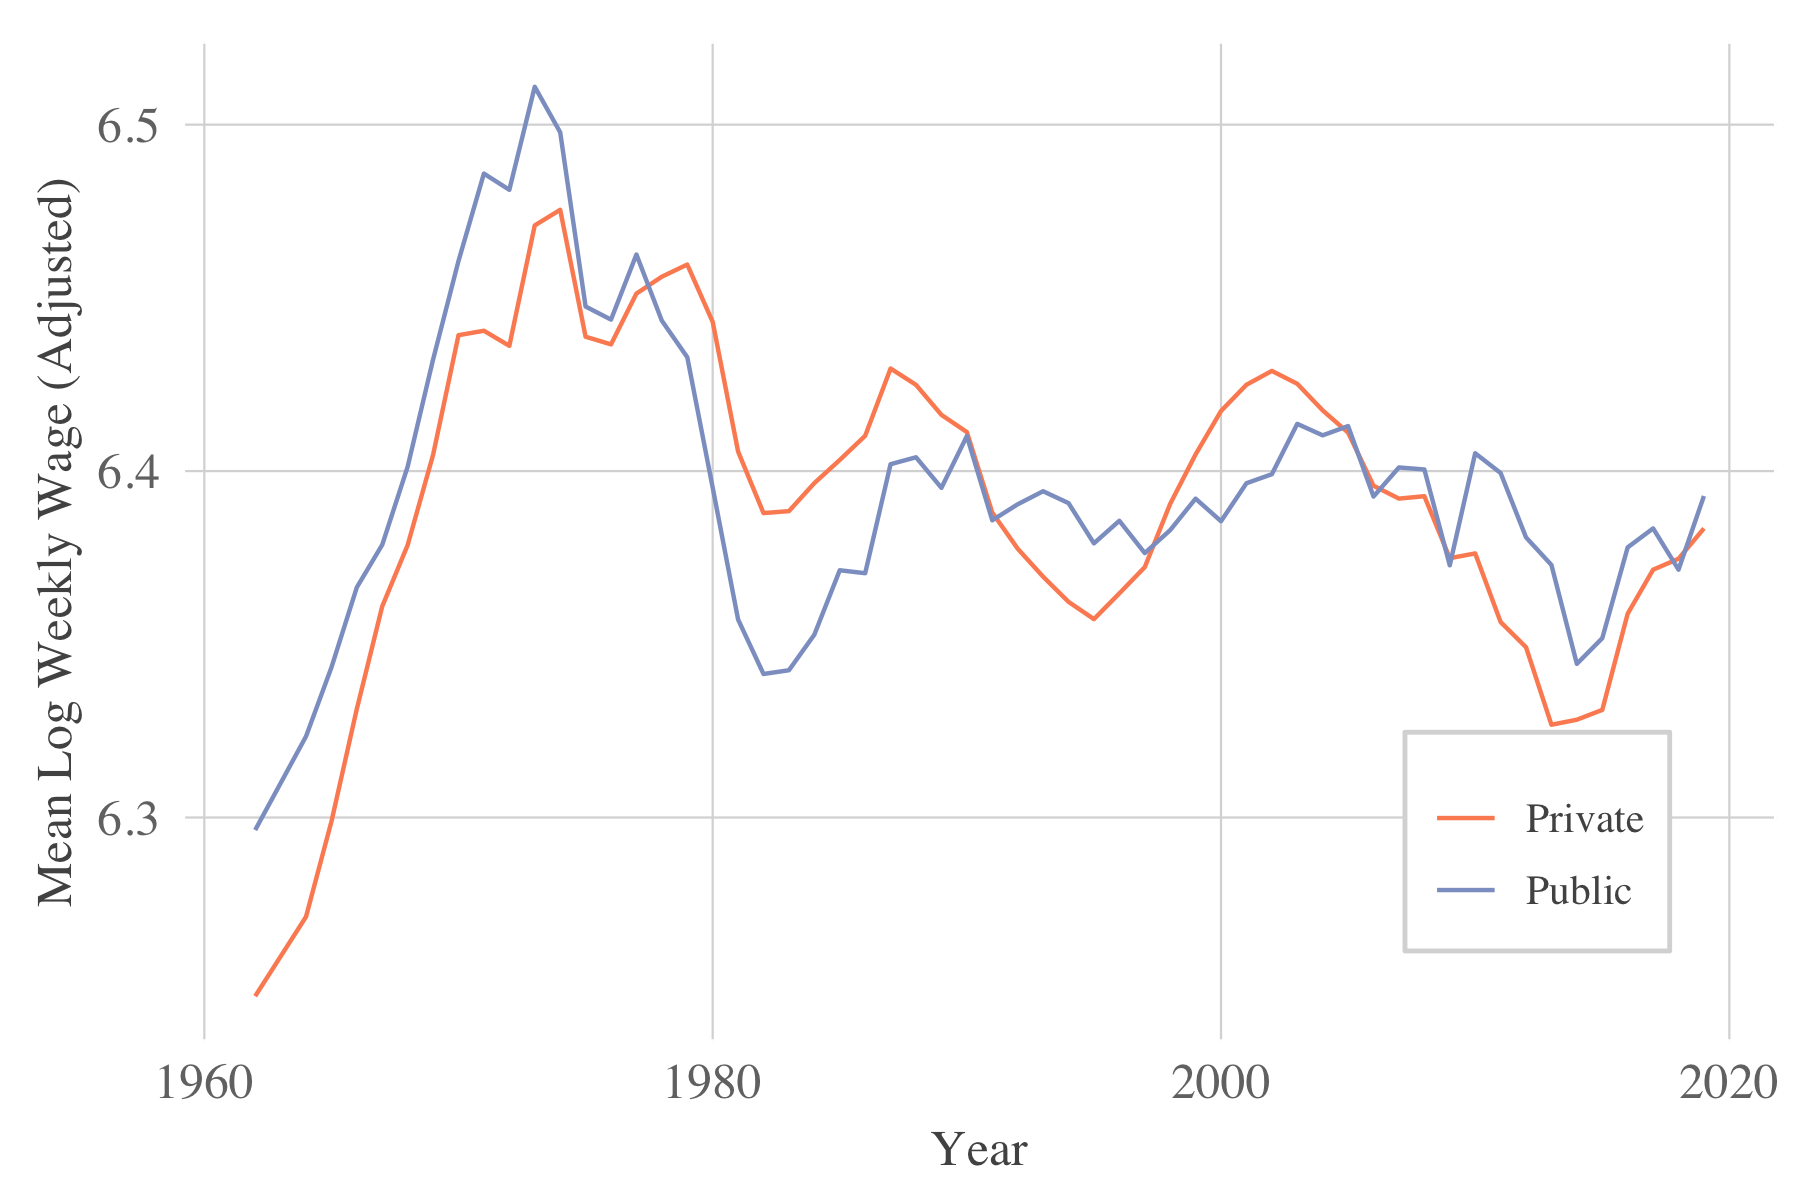 Mean Log Weekly Wage (Adjusted)
6.5
6.4
6.3
Private
Public
1960 1980 2000 2020
Year